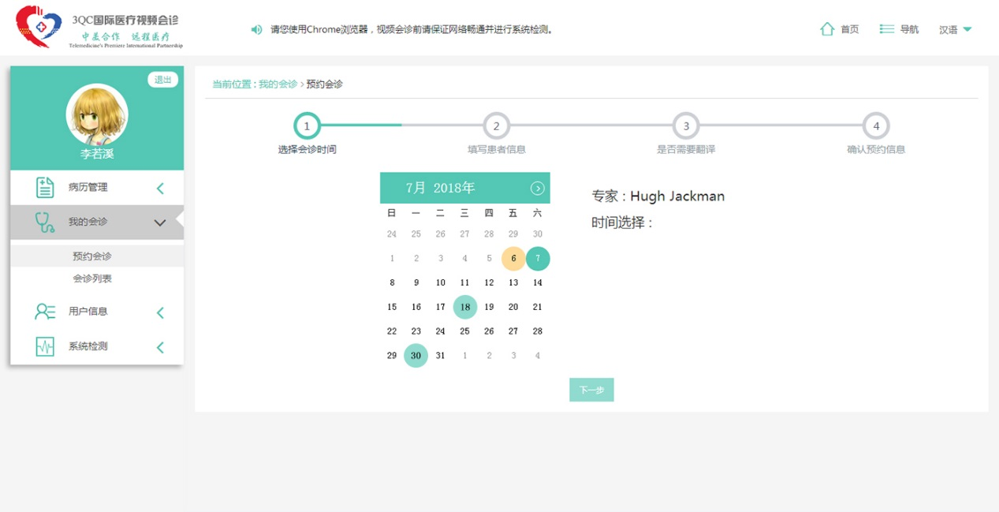 3QC国际医疗视频会诊
中美合作 远程医疗
Telemedicine's Premiere International Partnership
请您使用Chrome浏览器，视频会诊前请保证网络畅通并进行系统检测。
首页
导航
汉语
退出
李若溪
病历管理
我的会诊
预约会诊
会诊列表
用户信息
系统检测
当前位置 : 我的会诊 > 预约会诊
1 2 3 4
选择会诊时间 填写患者信息 是否需要翻译 确认预约信息
7月 2018年
日 一 二 三 四 五 六
24 25 26 27 28 29 30
1 2 3 4 5 6 7
8 9 10 11 12 13 14
15 16 17 18 19 20 21
22 23 24 25 26 27 28
29 30 31 1 2 3 4
专家 : Hugh Jackman
时间选择 :
下一步